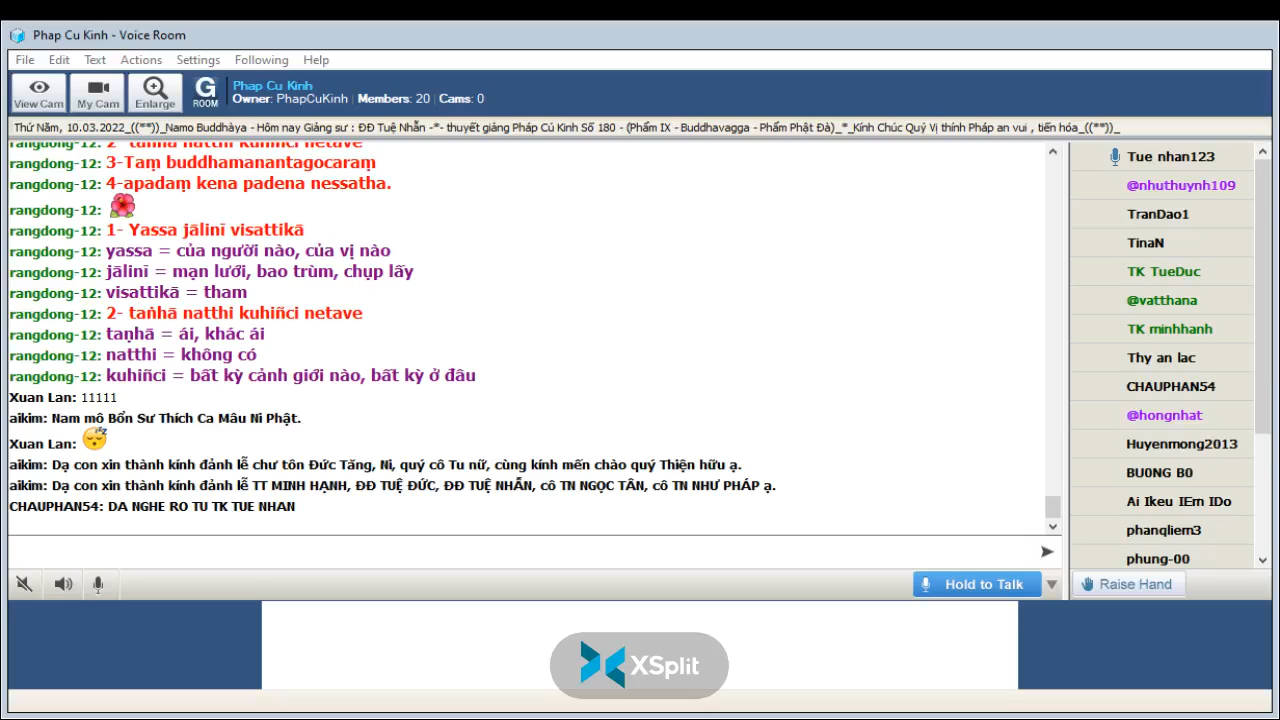 Phap Cu Kinh - Voice Room
File Edit Text Actions Settings Following Help
View Cam My Cam Enlarge G ROOM
Phap Cu Kinh
Owner: PhapCuKinh | Members: 20 | Cams: 0
Thứ Năm, 10.03.2022_((**))_Namo Buddhàya - Hôm nay Giảng sư : ĐĐ Tuệ Nhẫn -*- thuyết giảng Pháp Cú Kinh Số 180 - (Phẩm IX - Buddhavagga - Phẩm Phật Đà)_*_Kính Chúc Quý Vị thính Pháp an vui , tiến hóa_((**))_
rangdong-12: 2- taṅhā natthi kuhiñci netave
rangdong-12: 3-Taṃ buddhamanantagocaraṃ
rangdong-12: 4-apadaṃ kena padena nessatha.
rangdong-12:
rangdong-12: 1- Yassa jālinī visattikā
rangdong-12: yassa = của người nào, của vị nào
rangdong-12: jālinī = mạn lưới, bao trùm, chụp lấy
rangdong-12: visattikā = tham
rangdong-12: 2- taṅhā natthi kuhiñci netave
rangdong-12: taṇhā = ái, khác ái
rangdong-12: natthi = không có
rangdong-12: kuhiñci = bất kỳ cảnh giới nào, bất kỳ ở đâu
Xuan Lan: 11111
aikim: Nam mô Bổn Sư Thích Ca Mâu Ni Phật.
Xuan Lan:
aikim: Dạ con xin thành kính đảnh lễ chư tôn Đức Tăng, Ni, quý cô Tu nữ, cùng kính mến chào quý Thiện hữu ạ.
aikim: Dạ con xin thành kính đảnh lễ TT MINH HẠNH, ĐĐ TUỆ ĐỨC, ĐĐ TUỆ NHẪN, cô TN NGỌC TÂN, cô TN NHƯ PHÁP ạ.
CHAUPHAN54: DA NGHE RO TU TK TUE NHAN
Tue nhan123
@nhuthuynh109
TranDao1
TinaN
TK TueDuc
@vatthana
TK minhhanh
Thy an lac
CHAUPHAN54
@hongnhat
Huyenmong2013
BU0NG B0
Ai Ikeu IEm IDo
phanqliem3
phung-00
Hold to Talk
Raise Hand
XSplit